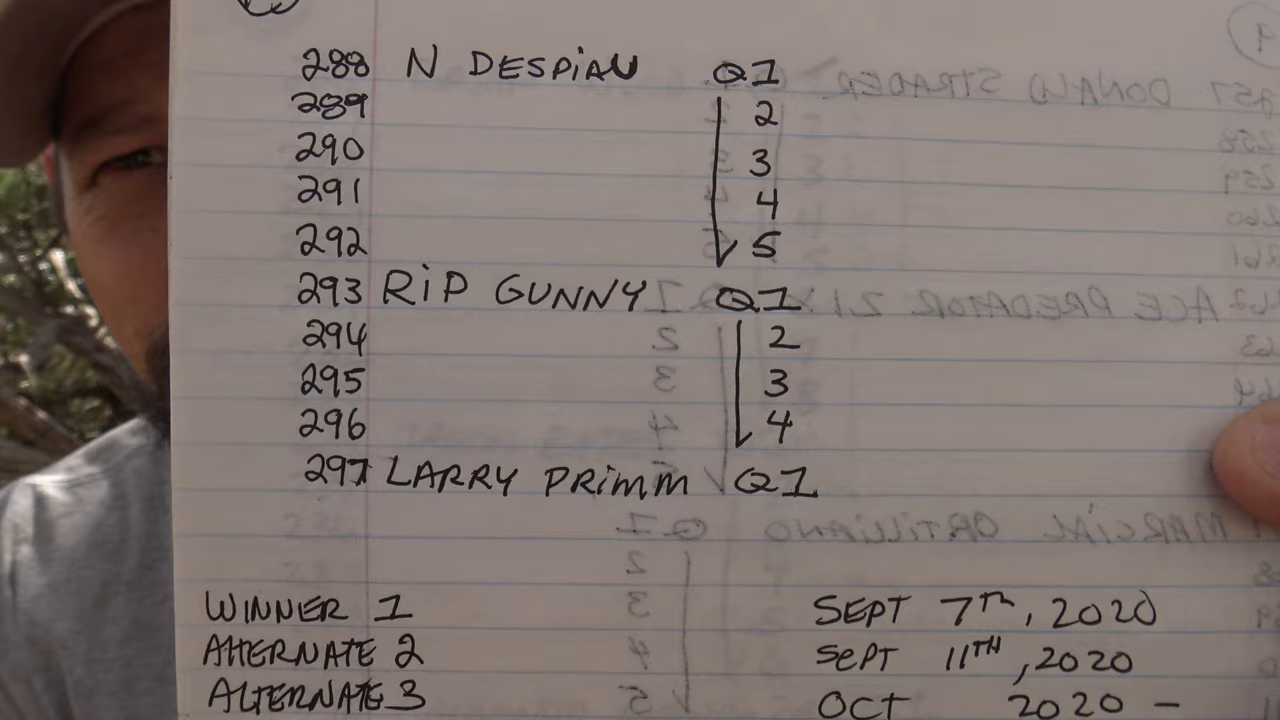 288 N DESPIAU Q1
289 2
290 3
291 4
292 5
293 RIP GUNNY Q1
294 2
295 3
296 4
297 LARRY PRIMM Q1
WINNER 1 SEPT 7TH, 2020
ALTERNATE 2 SEPT 11TH, 2020
ALTERNATE 3 OCT 2020 -